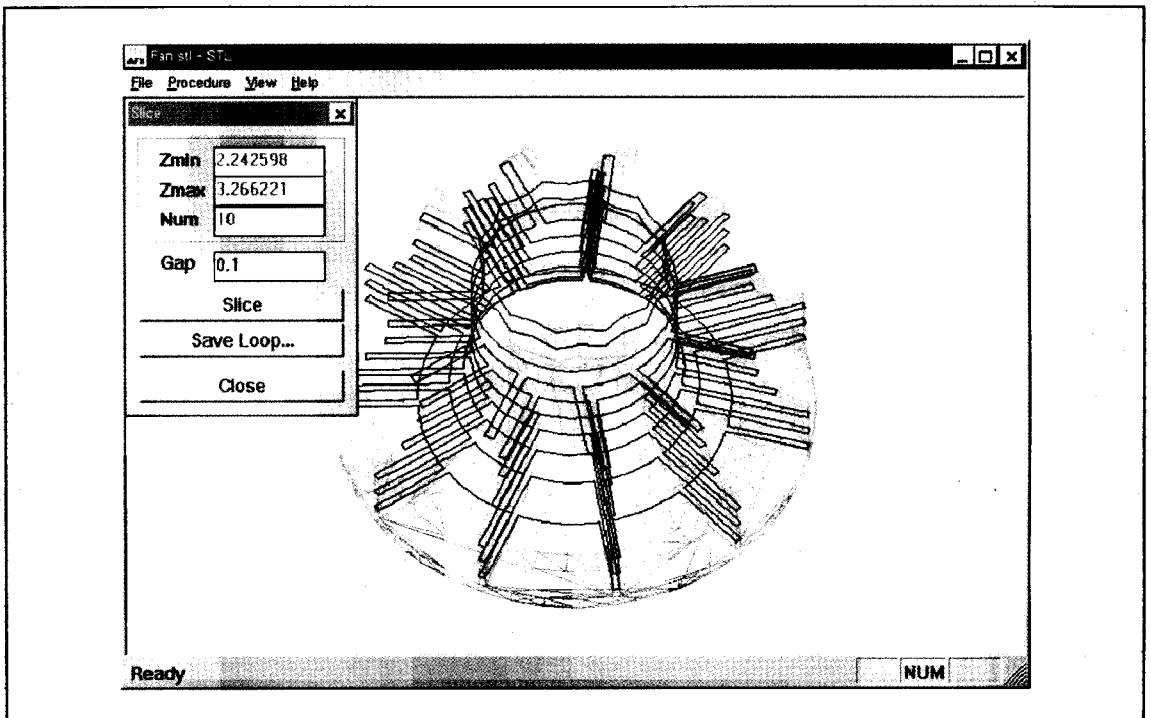 AFX Fan.stl - STL
File Procedure View Help
Slice
Zmin 2.242598
Zmax 3.266221
Num 10
Gap 0.1
Slice
Save Loop...
Close
Ready NUM